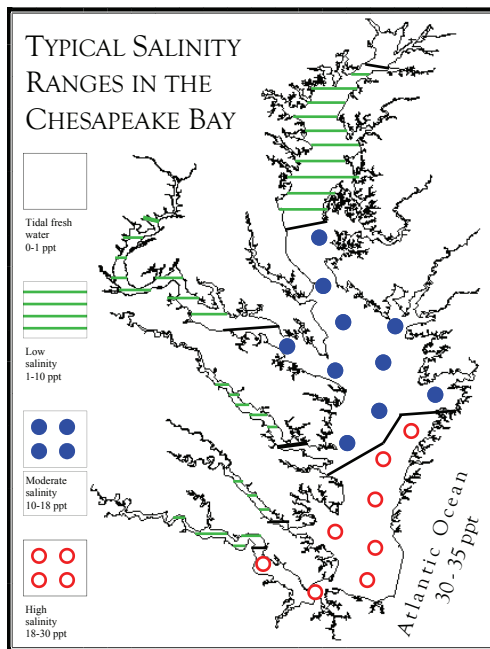 TYPICAL SALINITY
RANGES IN THE
CHESAPEAKE BAY
Tidal fresh
water
0-1 ppt
Low
salinity
1-10 ppt
Moderate
salinity
10-18 ppt
High
salinity
18-30 ppt
Atlantic Ocean
30 - 35 ppt